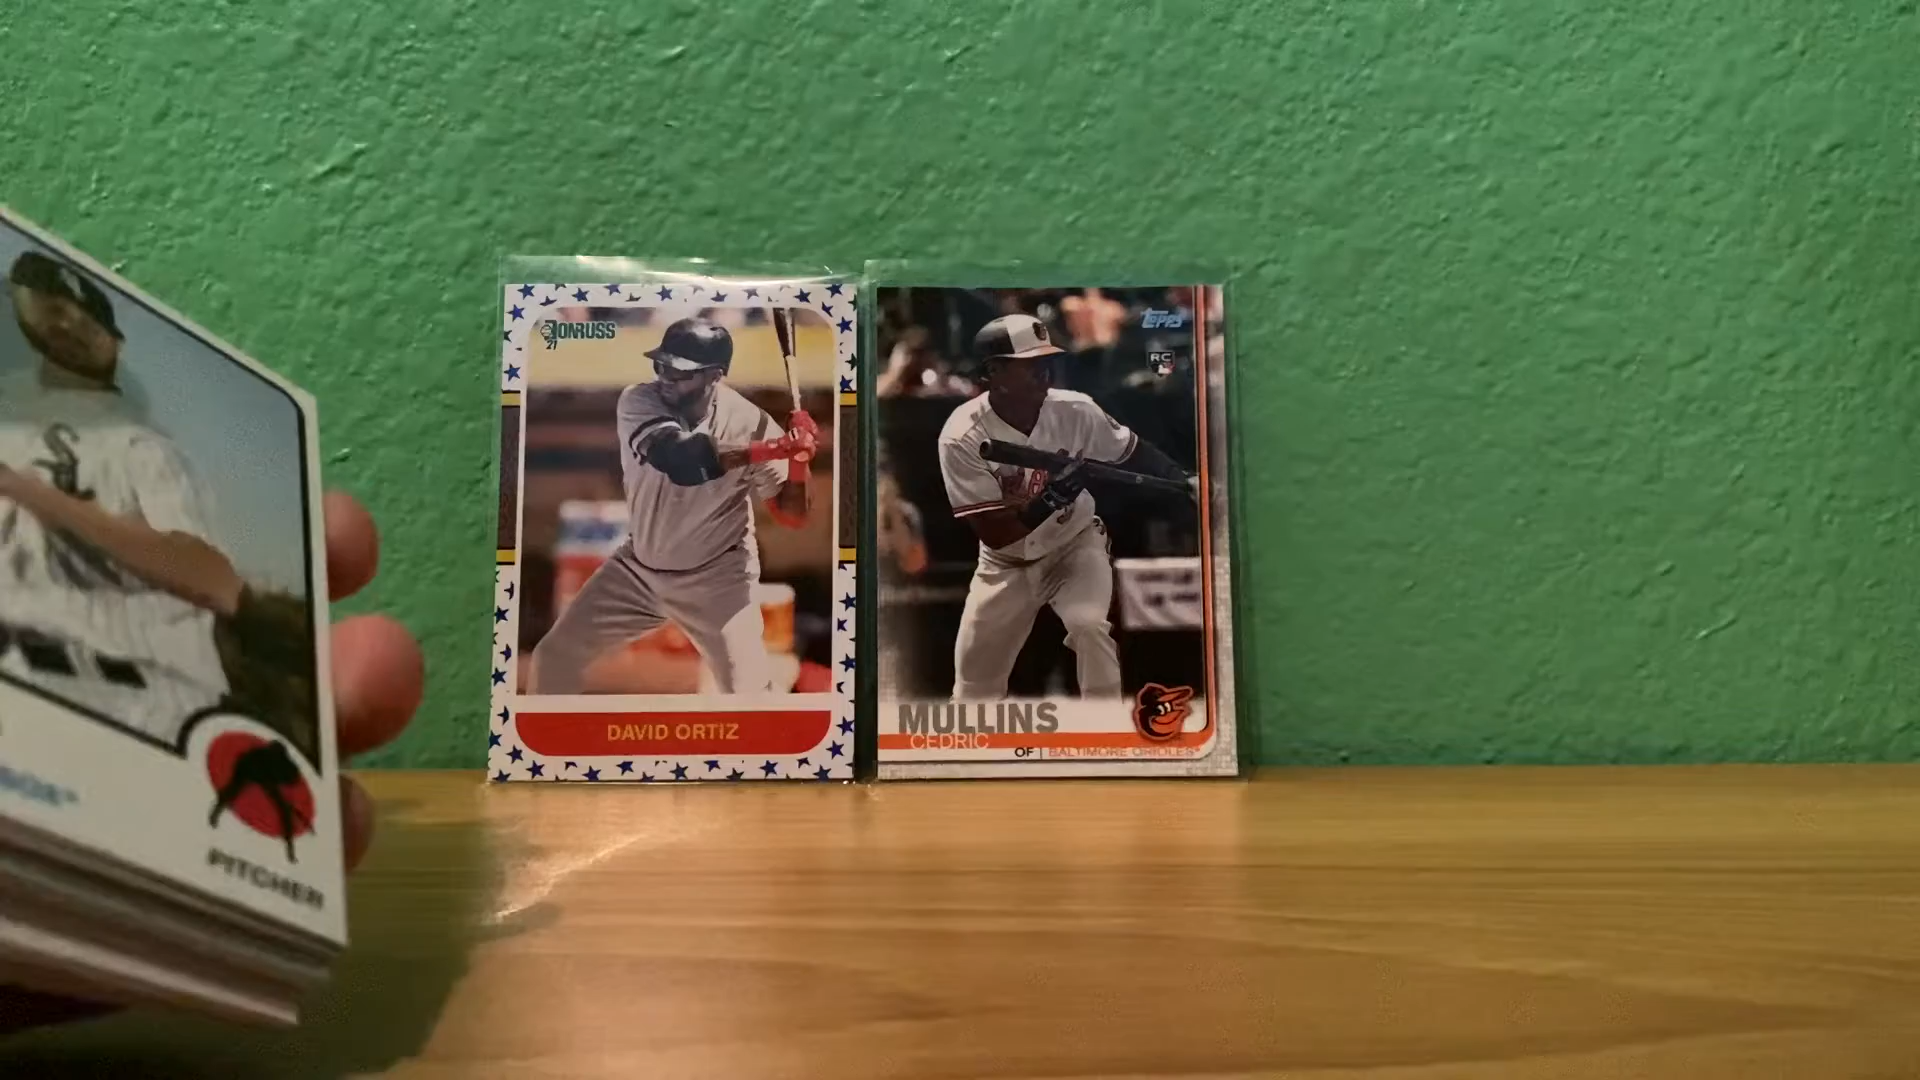 DONRUSS
21
DAVID ORTIZ
Topps
RC
MULLINS
CEDRIC
OF | BALTIMORE ORIOLES®
PITCHER